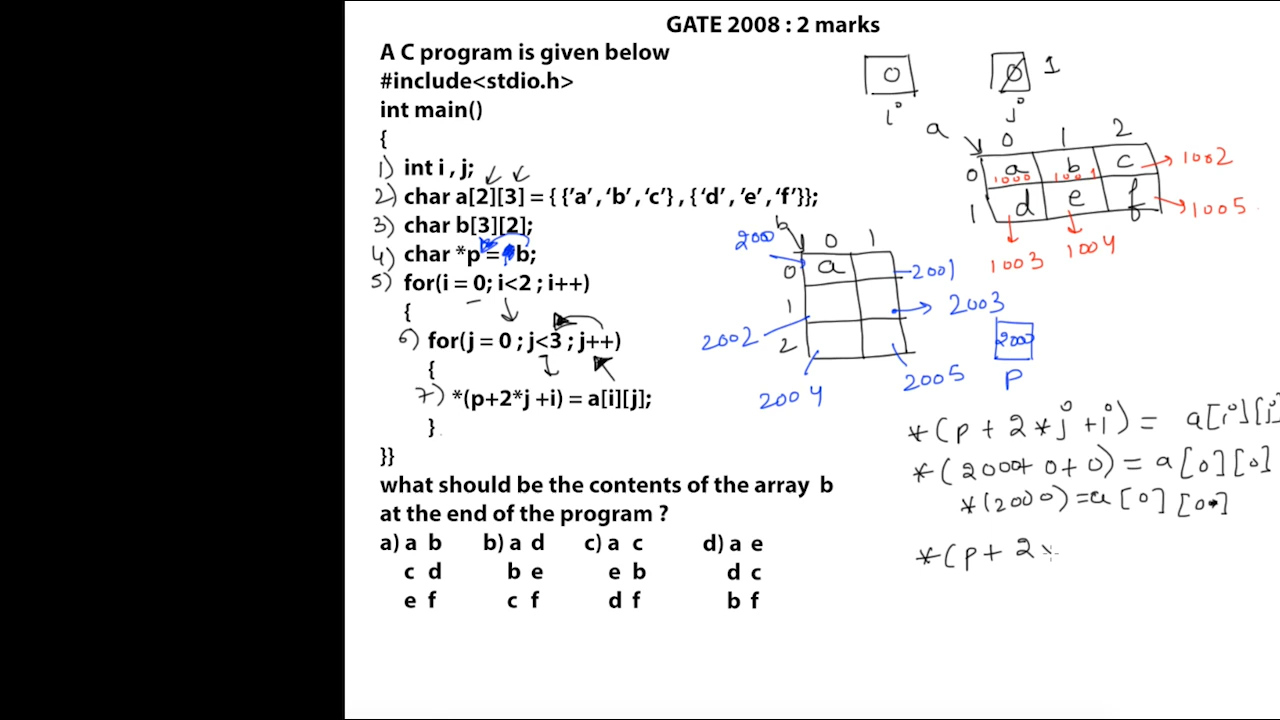 GATE 2008 : 2 marks
A C program is given below
#include<stdio.h>
int main()
{
1) int i , j;
2) char a[2][3] = { {'a' , 'b' , 'c'} , { 'd' , 'e' , 'f'}};
3) char b[3][2];
4) char *p = b;
5) for(i = 0; i<2 ; i++)
{
6) for(j = 0 ; j<3 ; j++)
{
7) *(p+2*j +i) = a[i][j];
}
}}
what should be the contents of the array b
at the end of the program ?
a) a b b) a d c) a c d) a e
c d b e e b d c
e f c f d f b f
0 0 1
i j
a 0 1 2
0 a b c 1002
1000 1001
1 d e f 1005
1003 1004
b 0 1
2000
0 a 2001
1 2003
2002 2
2004 2005
2000
p
*(p + 2 * j + i) = a[i][j]
*(2000+ 0+ 0) = a[0][0]
*(2000) = a[0][0]
*(p+ 2